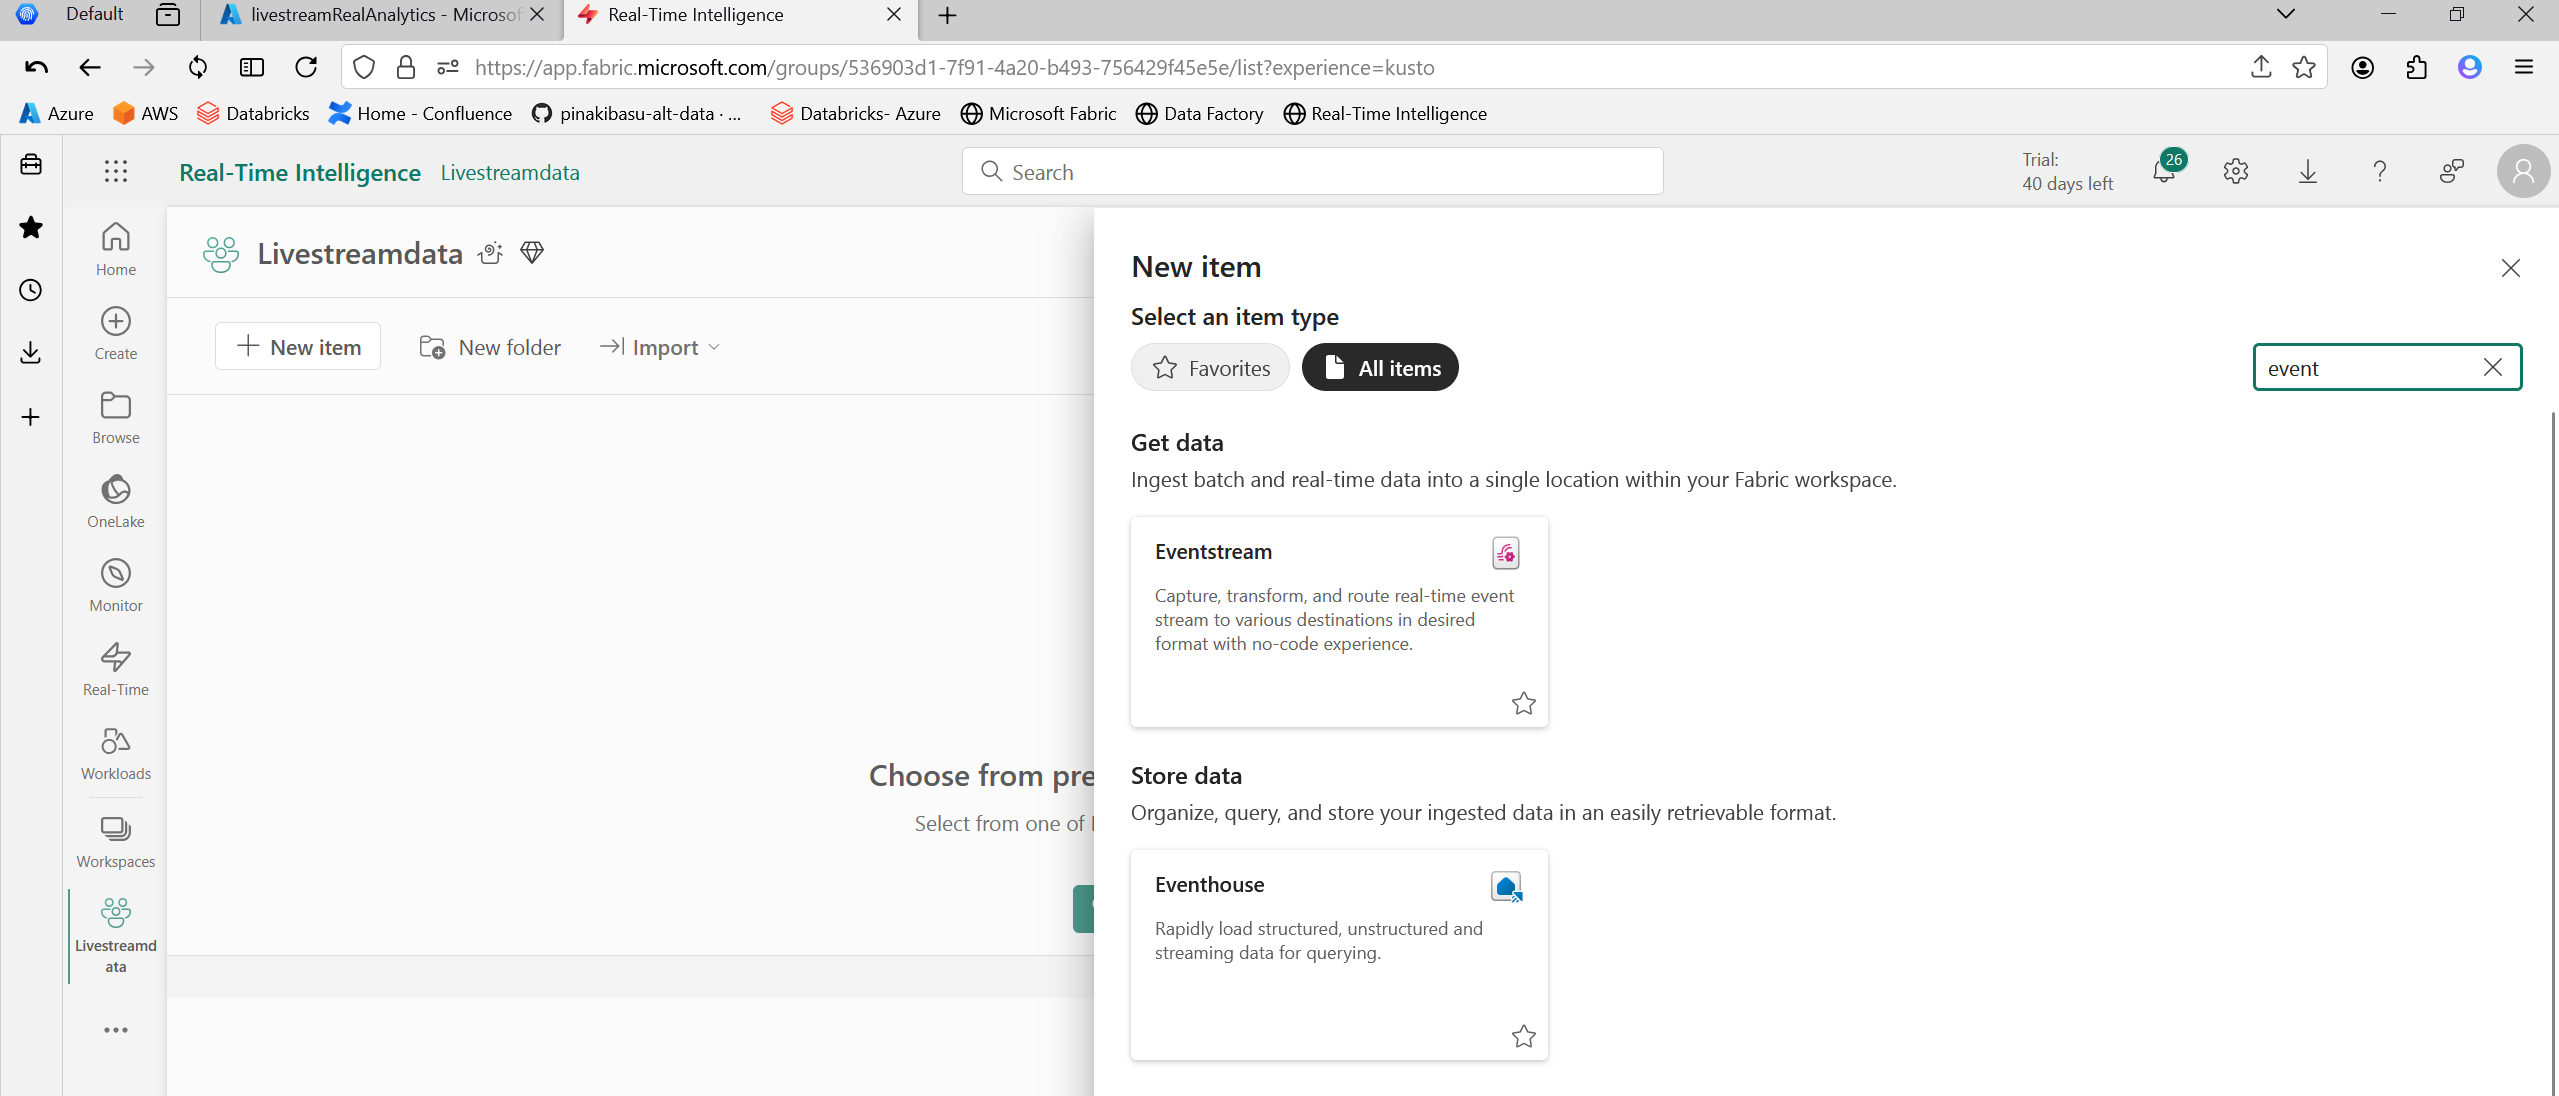 Default
livestreamRealAnalytics - Microsof
Real-Time Intelligence
https://app.fabric.microsoft.com/groups/536903d1-7f91-4a20-b493-756429f45e5e/list?experience=kusto
Azure
AWS
Databricks
Home - Confluence
pinakibasu-alt-data · ...
Databricks- Azure
Microsoft Fabric
Data Factory
Real-Time Intelligence
Real-Time Intelligence Livestreamdata
Search
Trial:
40 days left
26
Home
Create
Browse
OneLake
Monitor
Real-Time
Workloads
Workspaces
Livestreamd
ata
Livestreamdata
New item
New folder
Import
Choose from pre
Select from one of
New item
Select an item type
Favorites
All items
event
Get data
Ingest batch and real-time data into a single location within your Fabric workspace.
Eventstream
Capture, transform, and route real-time event
stream to various destinations in desired
format with no-code experience.
Store data
Organize, query, and store your ingested data in an easily retrievable format.
Eventhouse
Rapidly load structured, unstructured and
streaming data for querying.